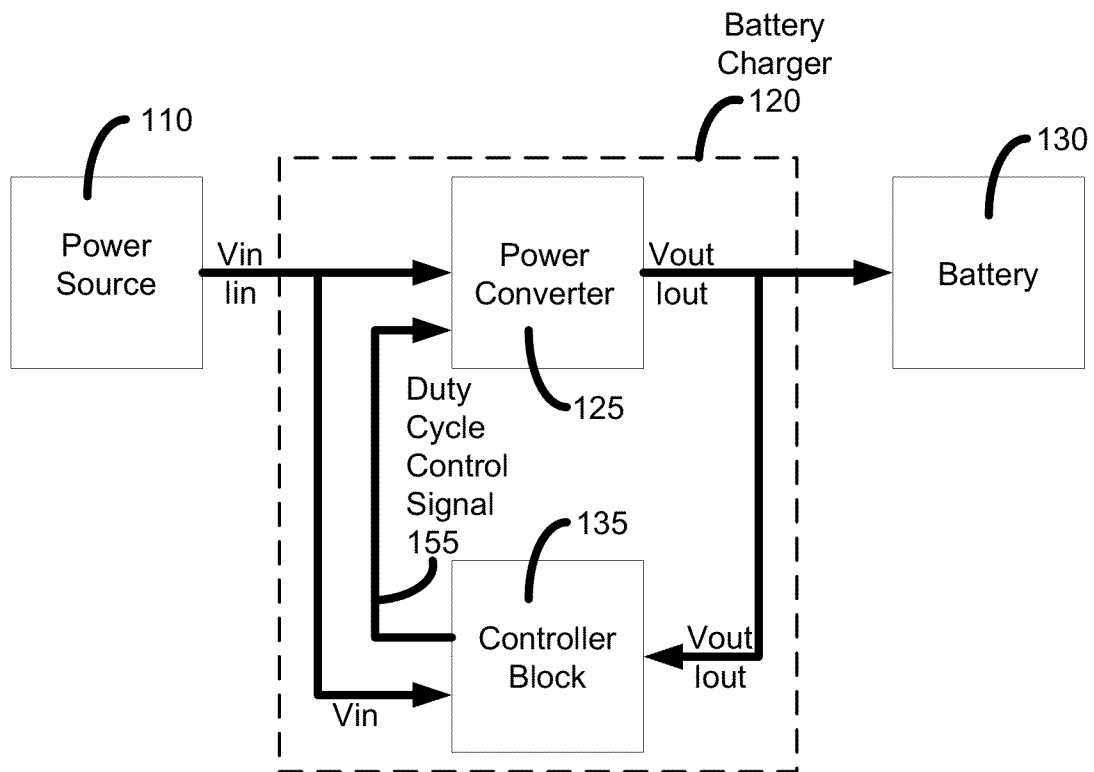 Battery
Charger
120
110
130
Power
Source
Vin
Iin
Power
Converter
Vout
Iout
Battery
125
Duty
Cycle
Control
Signal
155
135
Controller
Block
Vout
Iout
Vin